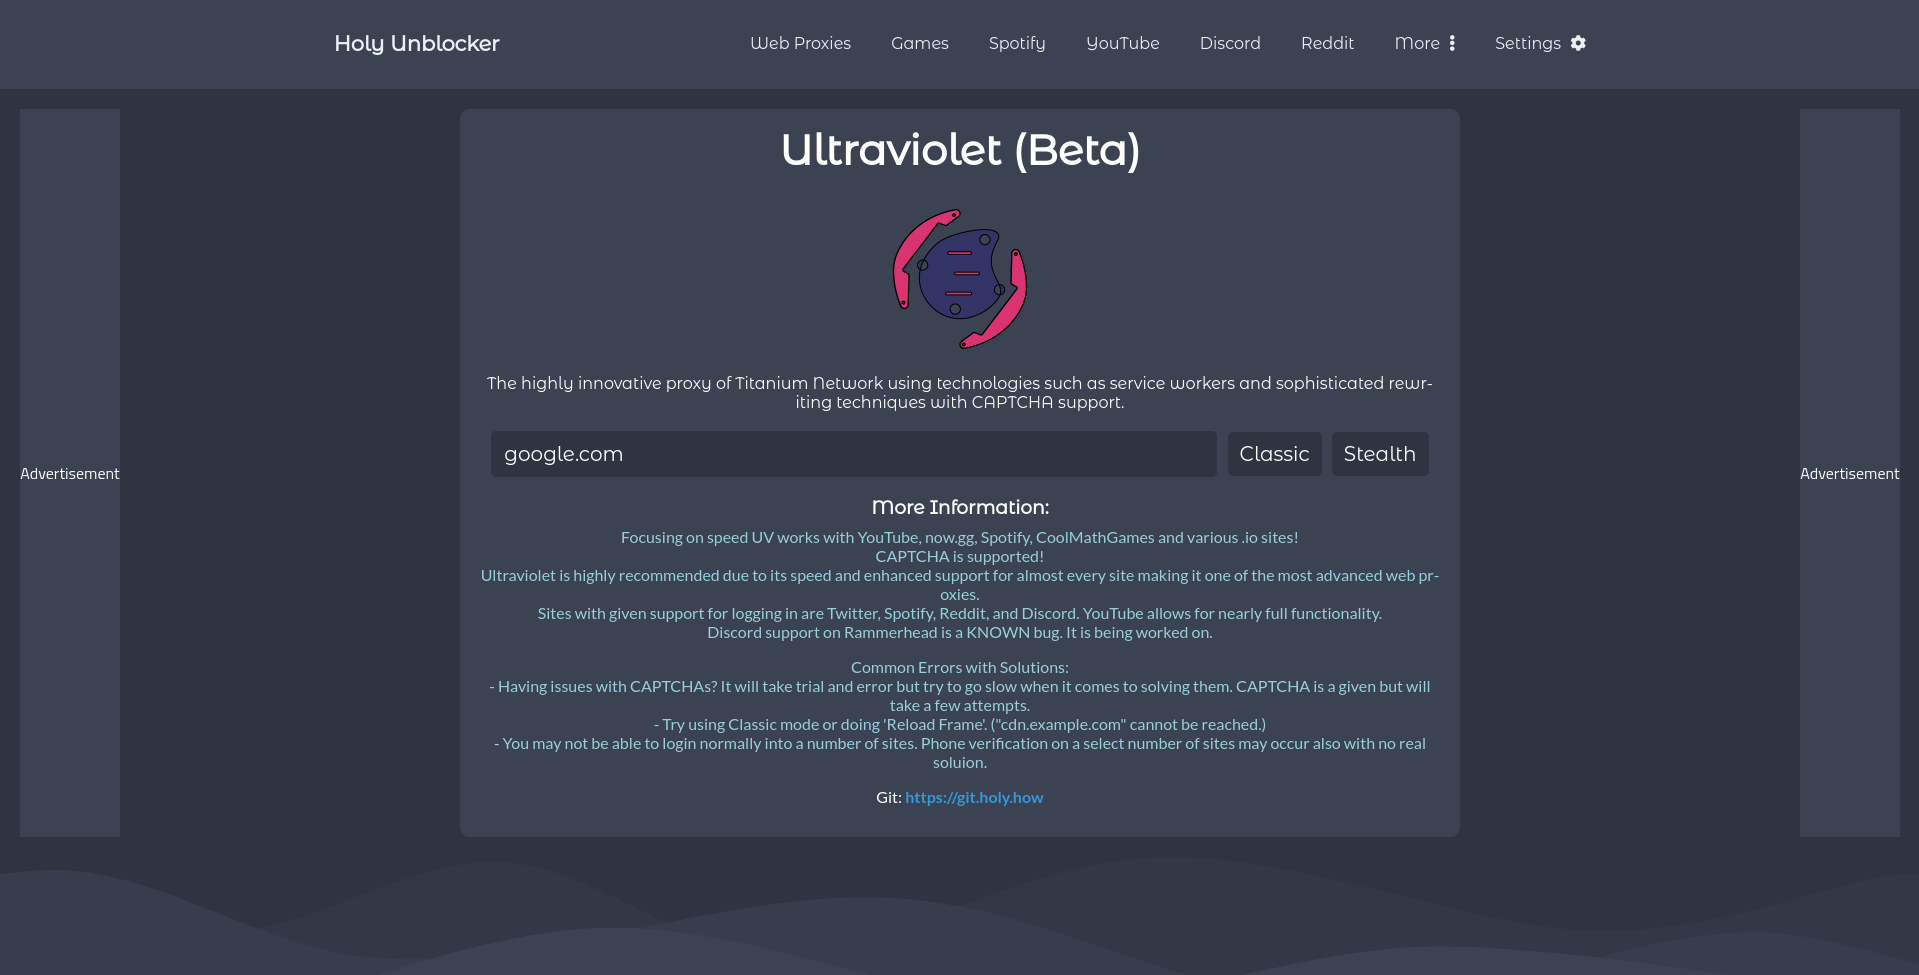 Holy Unblocker
Web Proxies
Games
Spotify
YouTube
Discord
Reddit
More
Settings
Advertisement
Ultraviolet (Beta)
The highly innovative proxy of Titanium Network using technologies such as service workers and sophisticated rewr-
iting techniques with CAPTCHA support.
google.com
Classic
Stealth
More Information:
Focusing on speed UV works with YouTube, now.gg, Spotify, CoolMathGames and various .io sites!
CAPTCHA is supported!
Ultraviolet is highly recommended due to its speed and enhanced support for almost every site making it one of the most advanced web pr-
oxies.
Sites with given support for logging in are Twitter, Spotify, Reddit, and Discord. YouTube allows for nearly full functionality.
Discord support on Rammerhead is a KNOWN bug. It is being worked on.
Common Errors with Solutions:
- Having issues with CAPTCHAs? It will take trial and error but try to go slow when it comes to solving them. CAPTCHA is a given but will
take a few attempts.
- Try using Classic mode or doing 'Reload Frame'. ("cdn.example.com" cannot be reached.)
- You may not be able to login normally into a number of sites. Phone verification on a select number of sites may occur also with no real
soluion.
Git: https://git.holy.how
Advertisement